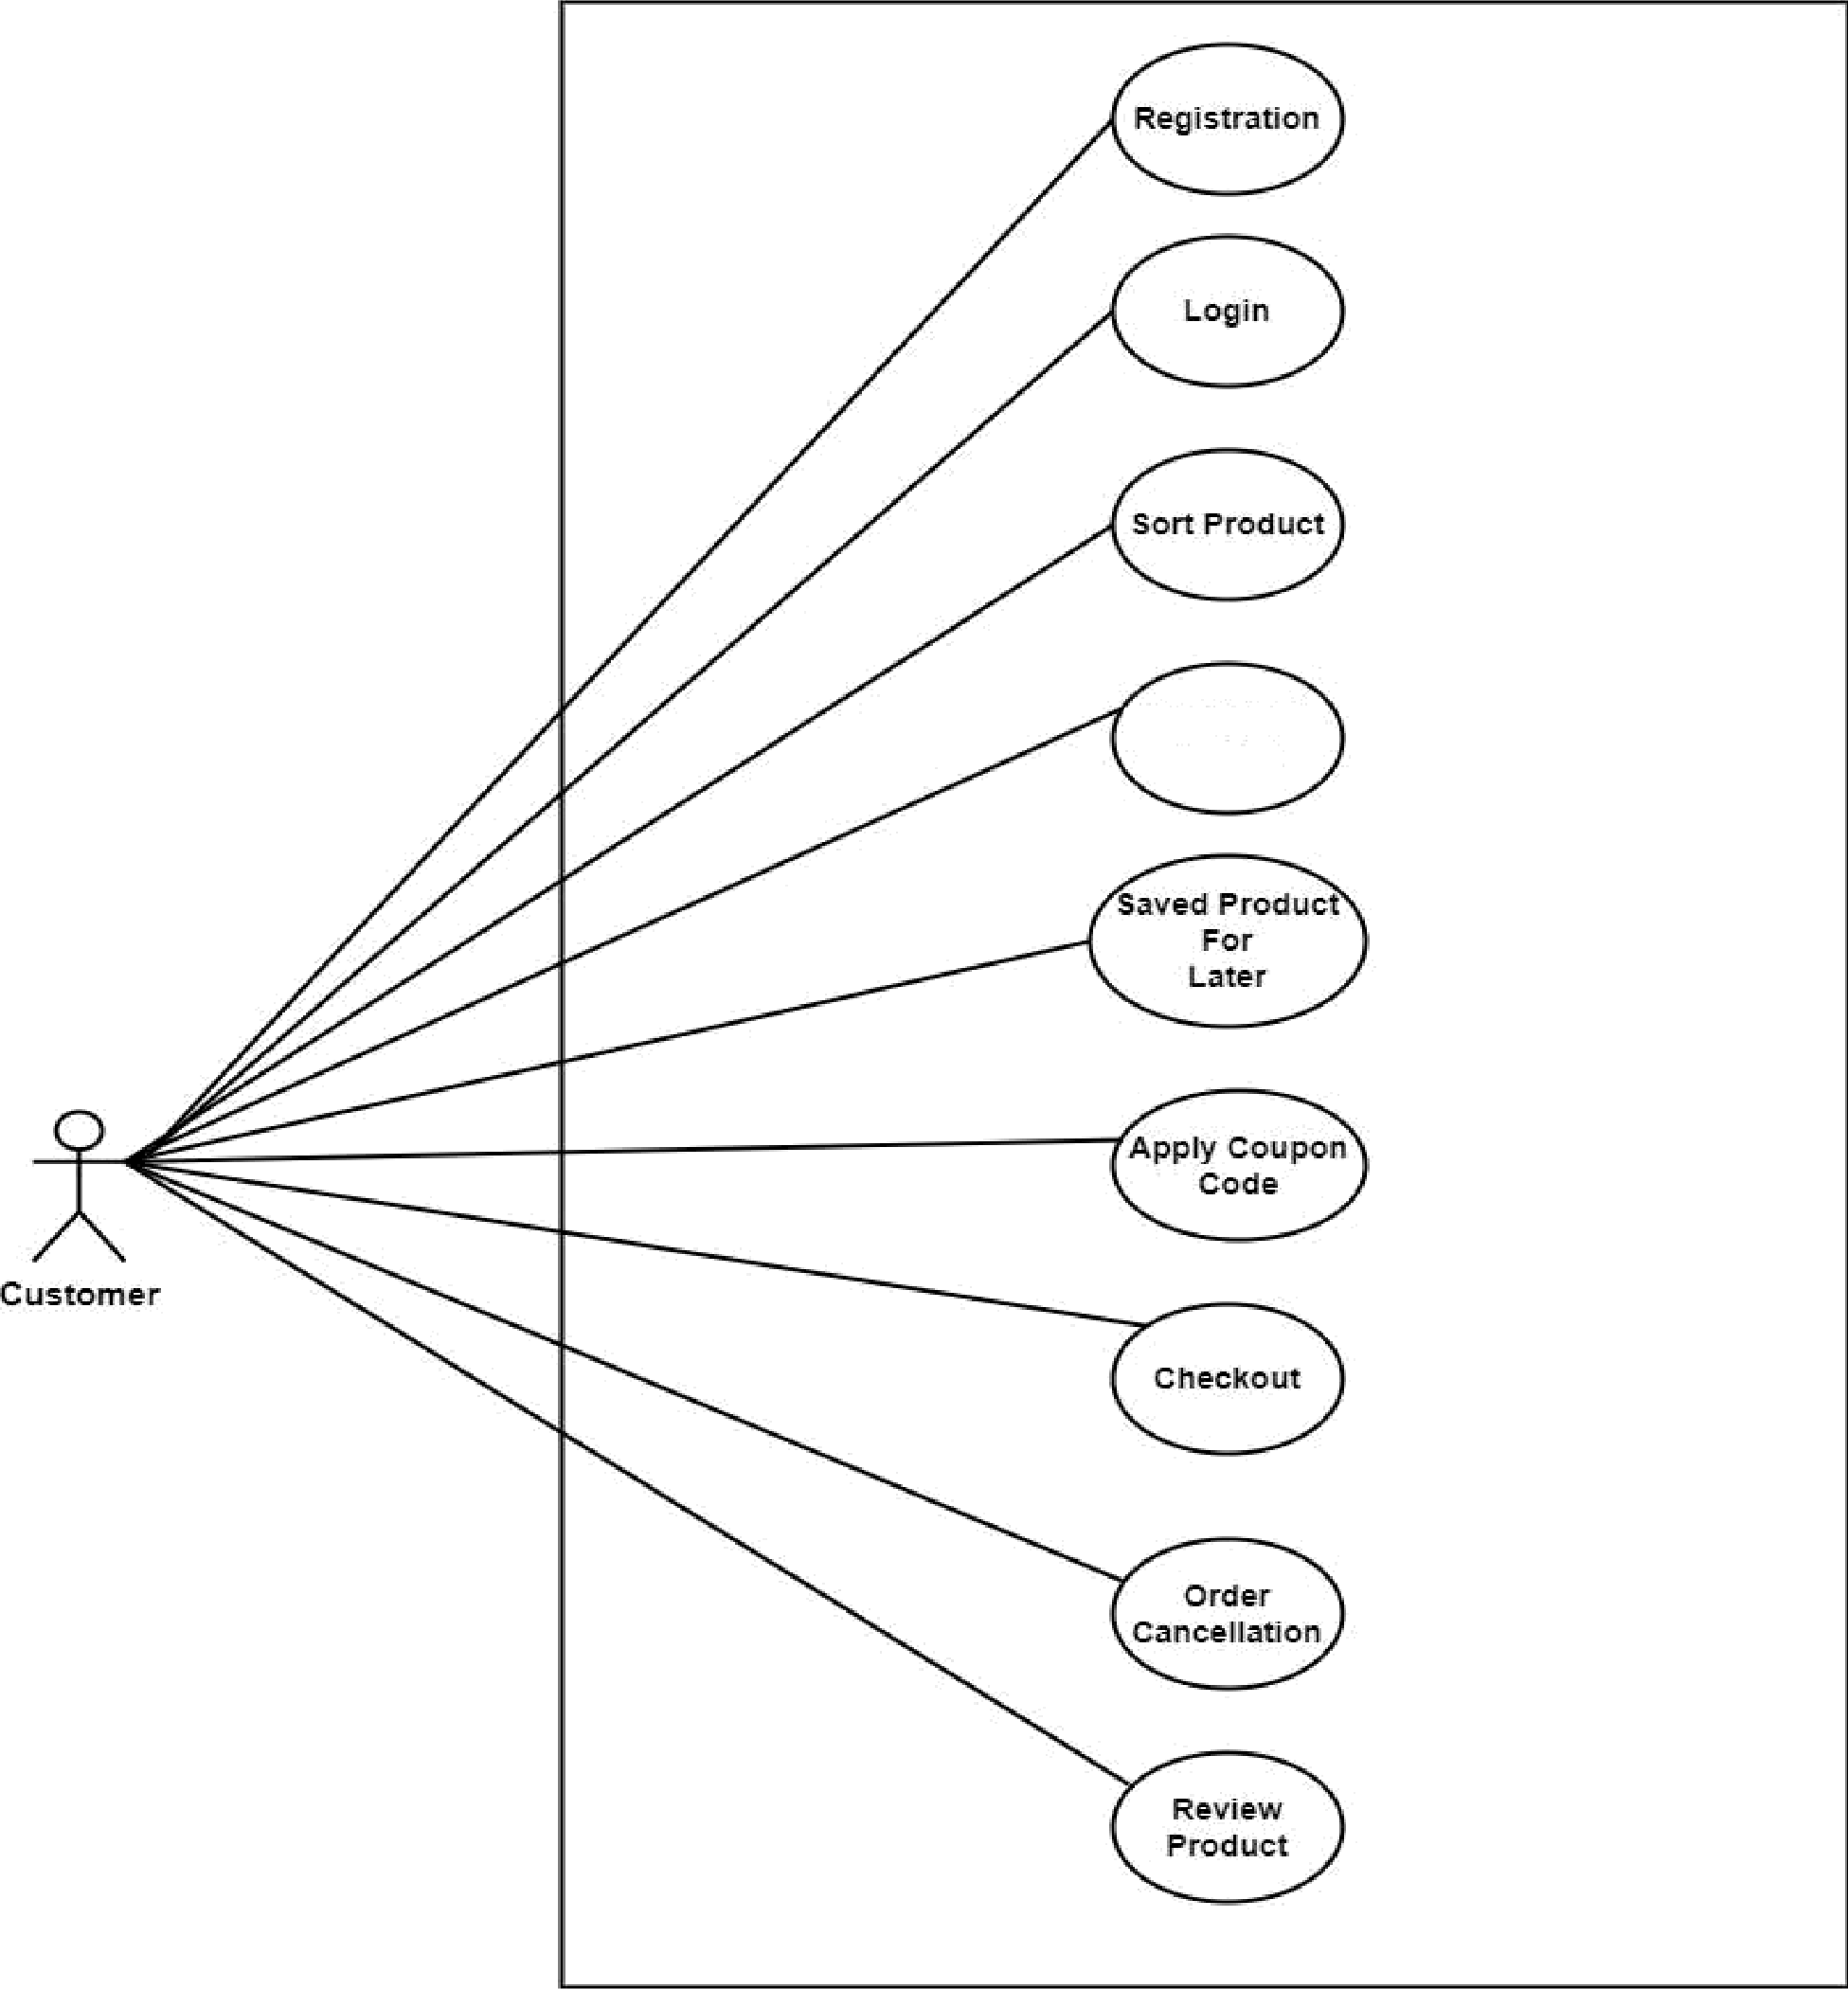 Registration
Login
Sort Product
Saved Product
For
Later
Apply Coupon
Code
Checkout
Customer
Order
Cancellation
Review
Product